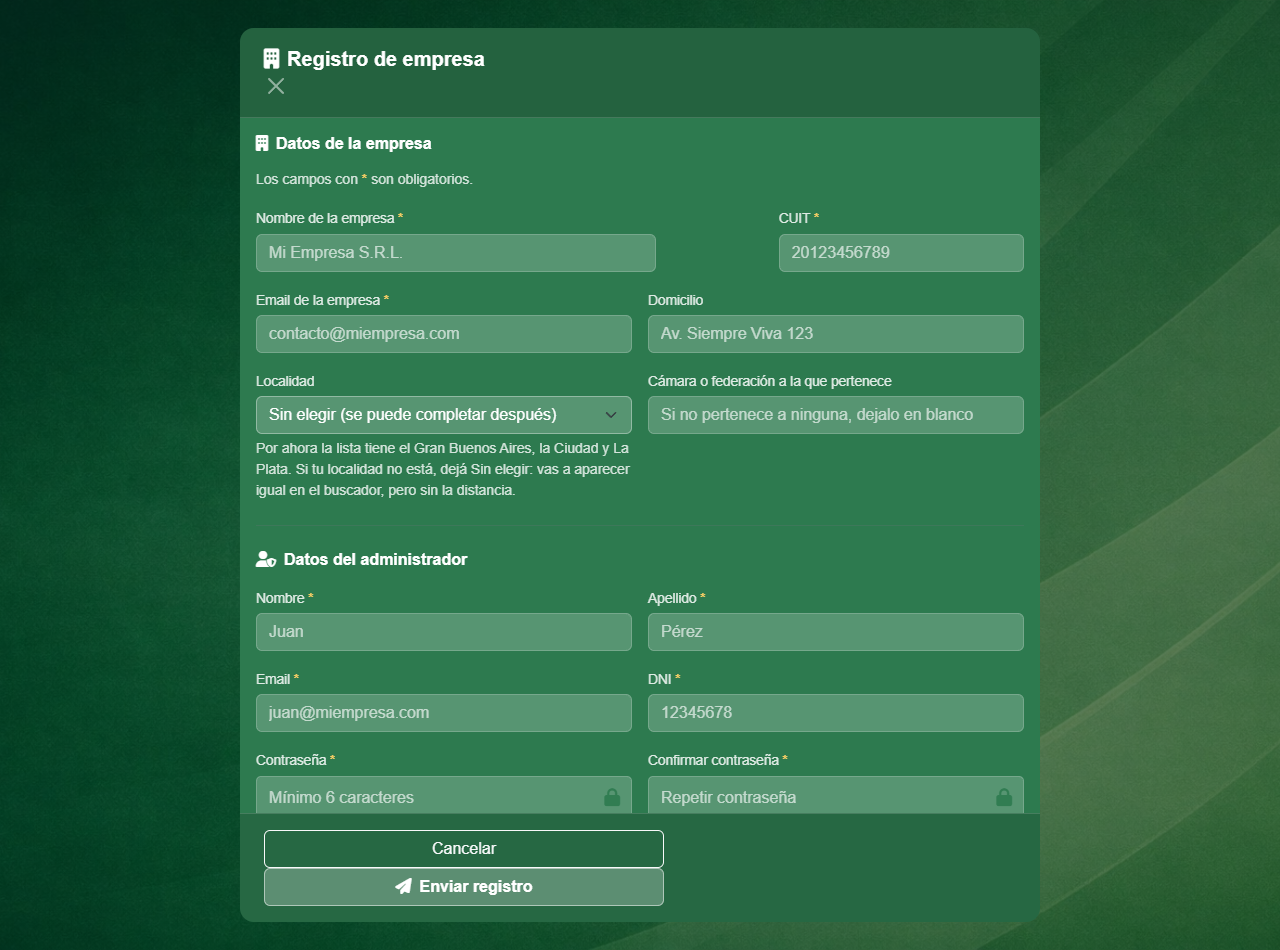 Registro de empresa
Datos de la empresa
Los campos con * son obligatorios.
Nombre de la empresa *
CUIT *
Mi Empresa S.R.L.
20123456789
Email de la empresa *
Domicilio
contacto@miempresa.com
Av. Siempre Viva 123
Localidad
Cámara o federación a la que pertenece
Sin elegir (se puede completar después)
Si no pertenece a ninguna, dejalo en blanco
Por ahora la lista tiene el Gran Buenos Aires, la Ciudad y La
Plata. Si tu localidad no está, dejá Sin elegir: vas a aparecer
igual en el buscador, pero sin la distancia.
Datos del administrador
Nombre *
Apellido *
Juan
Pérez
Email *
DNI *
juan@miempresa.com
12345678
Contraseña *
Confirmar contraseña *
Mínimo 6 caracteres
Repetir contraseña
Cancelar
Enviar registro